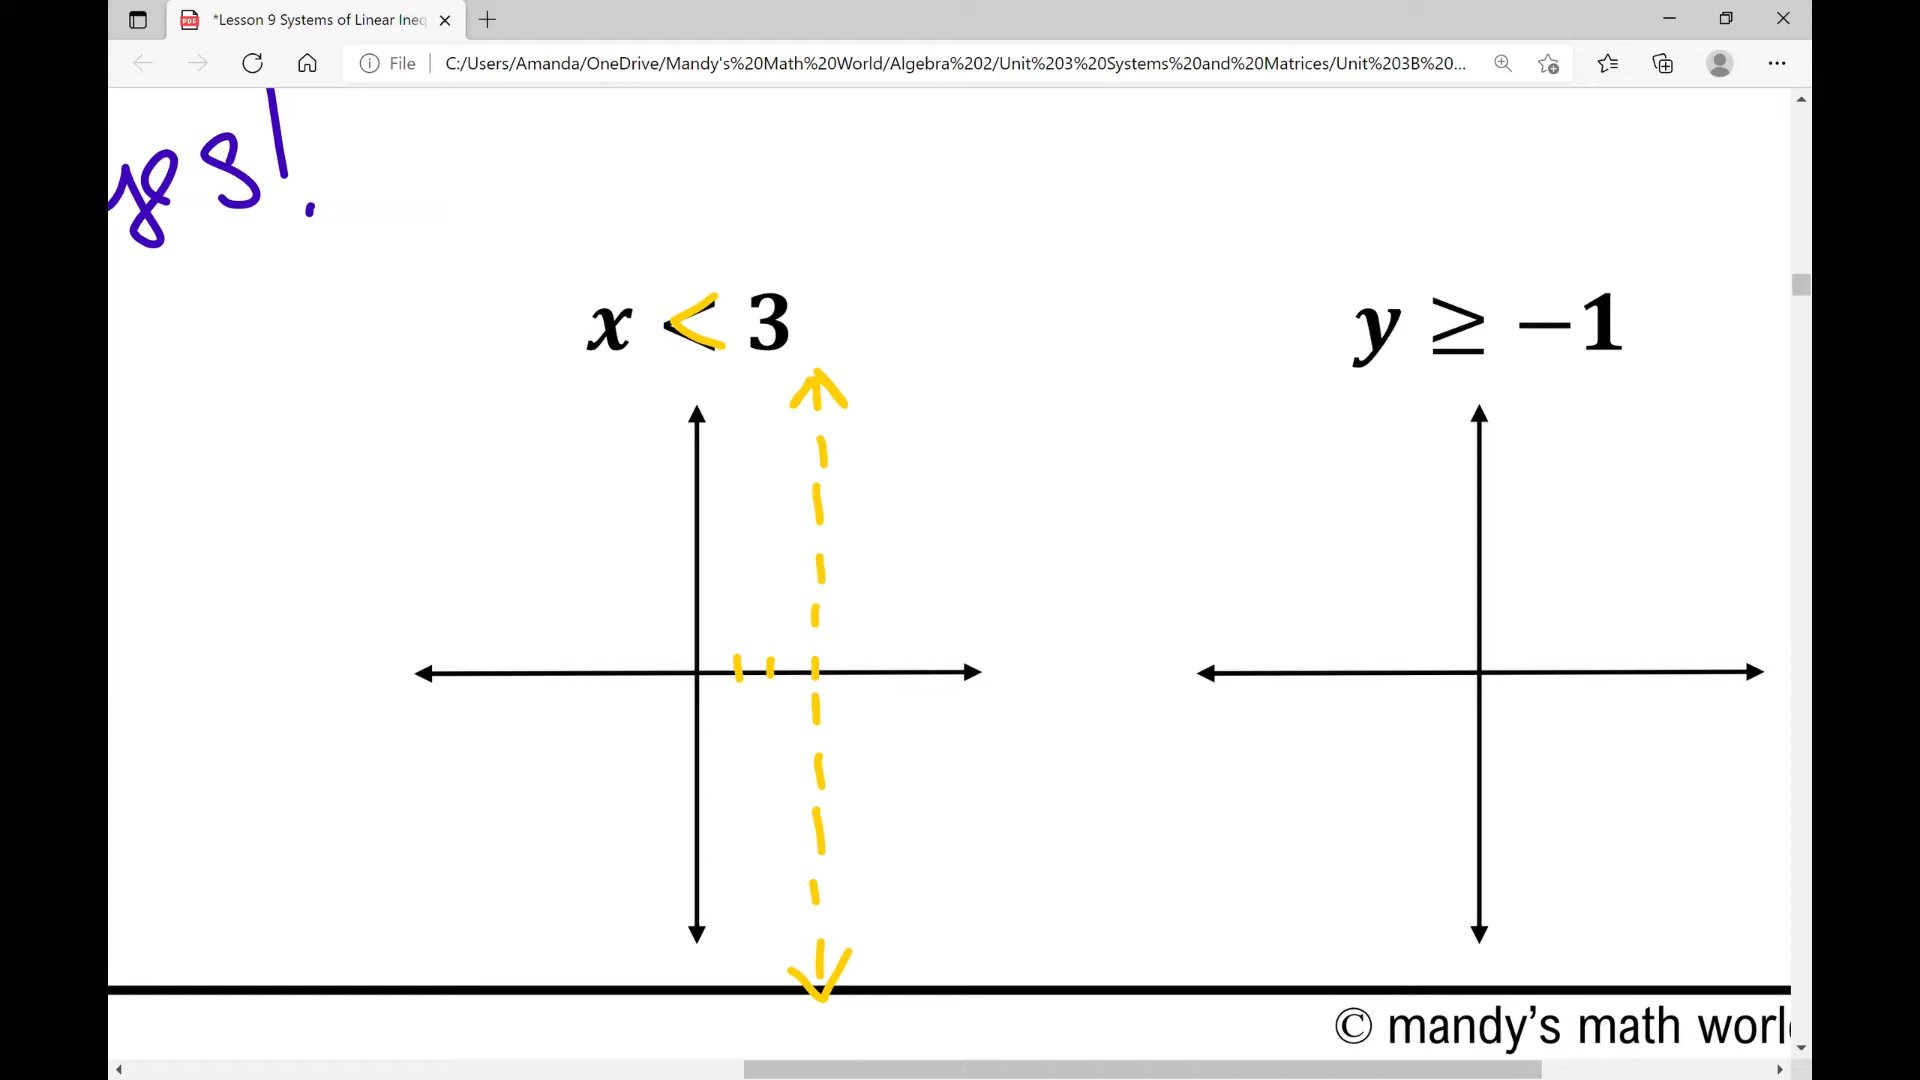 *Lesson 9 Systems of Linear Ineq
File
C:/Users/Amanda/OneDrive/Mandy's%20Math%20World/Algebra%202/Unit%203%20Systems%20and%20Matrices/Unit%203B%20...
yes!
x < 3
y ≥ −1
© mandy's math worl